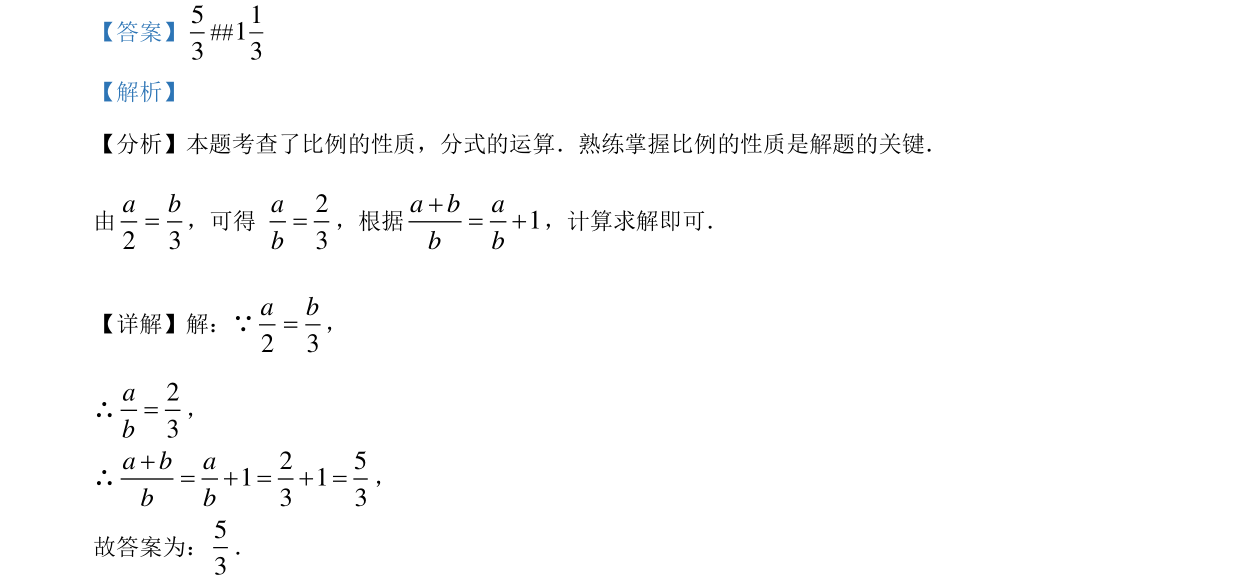 【答案】5/3##1 1/3
【解析】
【分析】本题考查了比例的性质，分式的运算．熟练掌握比例的性质是解题的关键．
由 a/2 = b/3，可得 a/b = 2/3，根据 (a+b)/b = a/b +1，计算求解即可．
【详解】解：∵ a/2 = b/3，
∴ a/b = 2/3，
∴ (a+b)/b = a/b +1= 2/3 +1= 5/3，
故答案为：5/3．